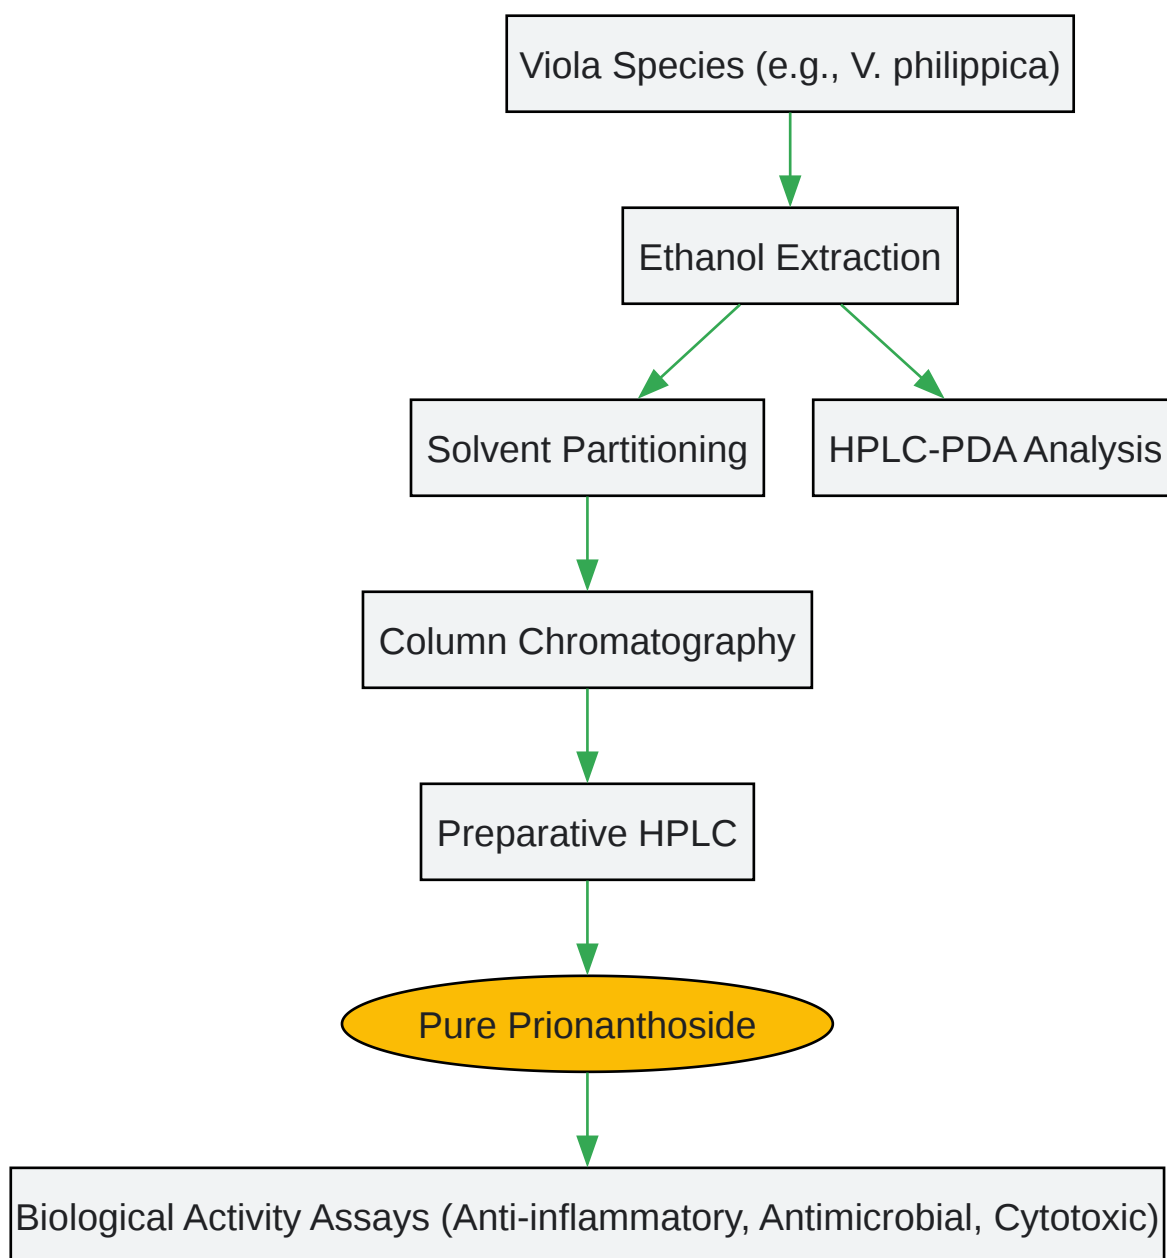 Viola Species (e.g., V. philippica)
Ethanol Extraction
Solvent Partitioning
HPLC-PDA Analysis
Column Chromatography
Preparative HPLC
Pure Prionanthoside
Biological Activity Assays (Anti-inflammatory, Antimicrobial, Cytotoxic)